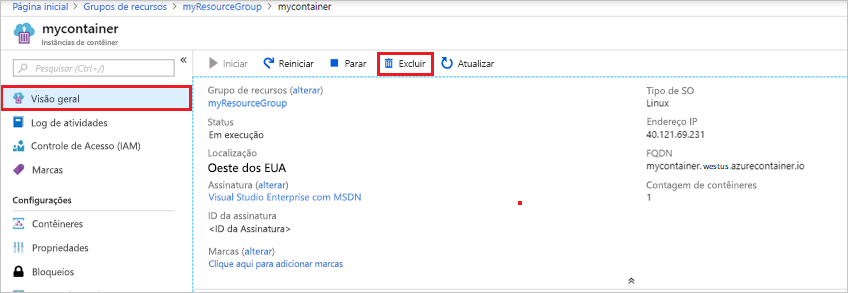 Página inicial > Grupos de recursos > myResourceGroup > mycontainer
mycontainer
Instâncias de contêiner
Pesquisar (Ctrl+/)
«
Visão geral
Log de atividades
Controle de Acesso (IAM)
Marcas
Configurações
Contêineres
Propriedades
Bloqueios
Iniciar Reiniciar Parar Excluir Atualizar
Grupo de recursos (alterar)
myResourceGroup
Status
Em execução
Localização
Oeste dos EUA
Assinatura (alterar)
Visual Studio Enterprise com MSDN
ID da assinatura
<ID da Assinatura>
Marcas (alterar)
Clique aqui para adicionar marcas
Tipo de SO
Linux
Endereço IP
40.121.69.231
FQDN
mycontainer.westus.azurecontainer.io
Contagem de contêineres
1